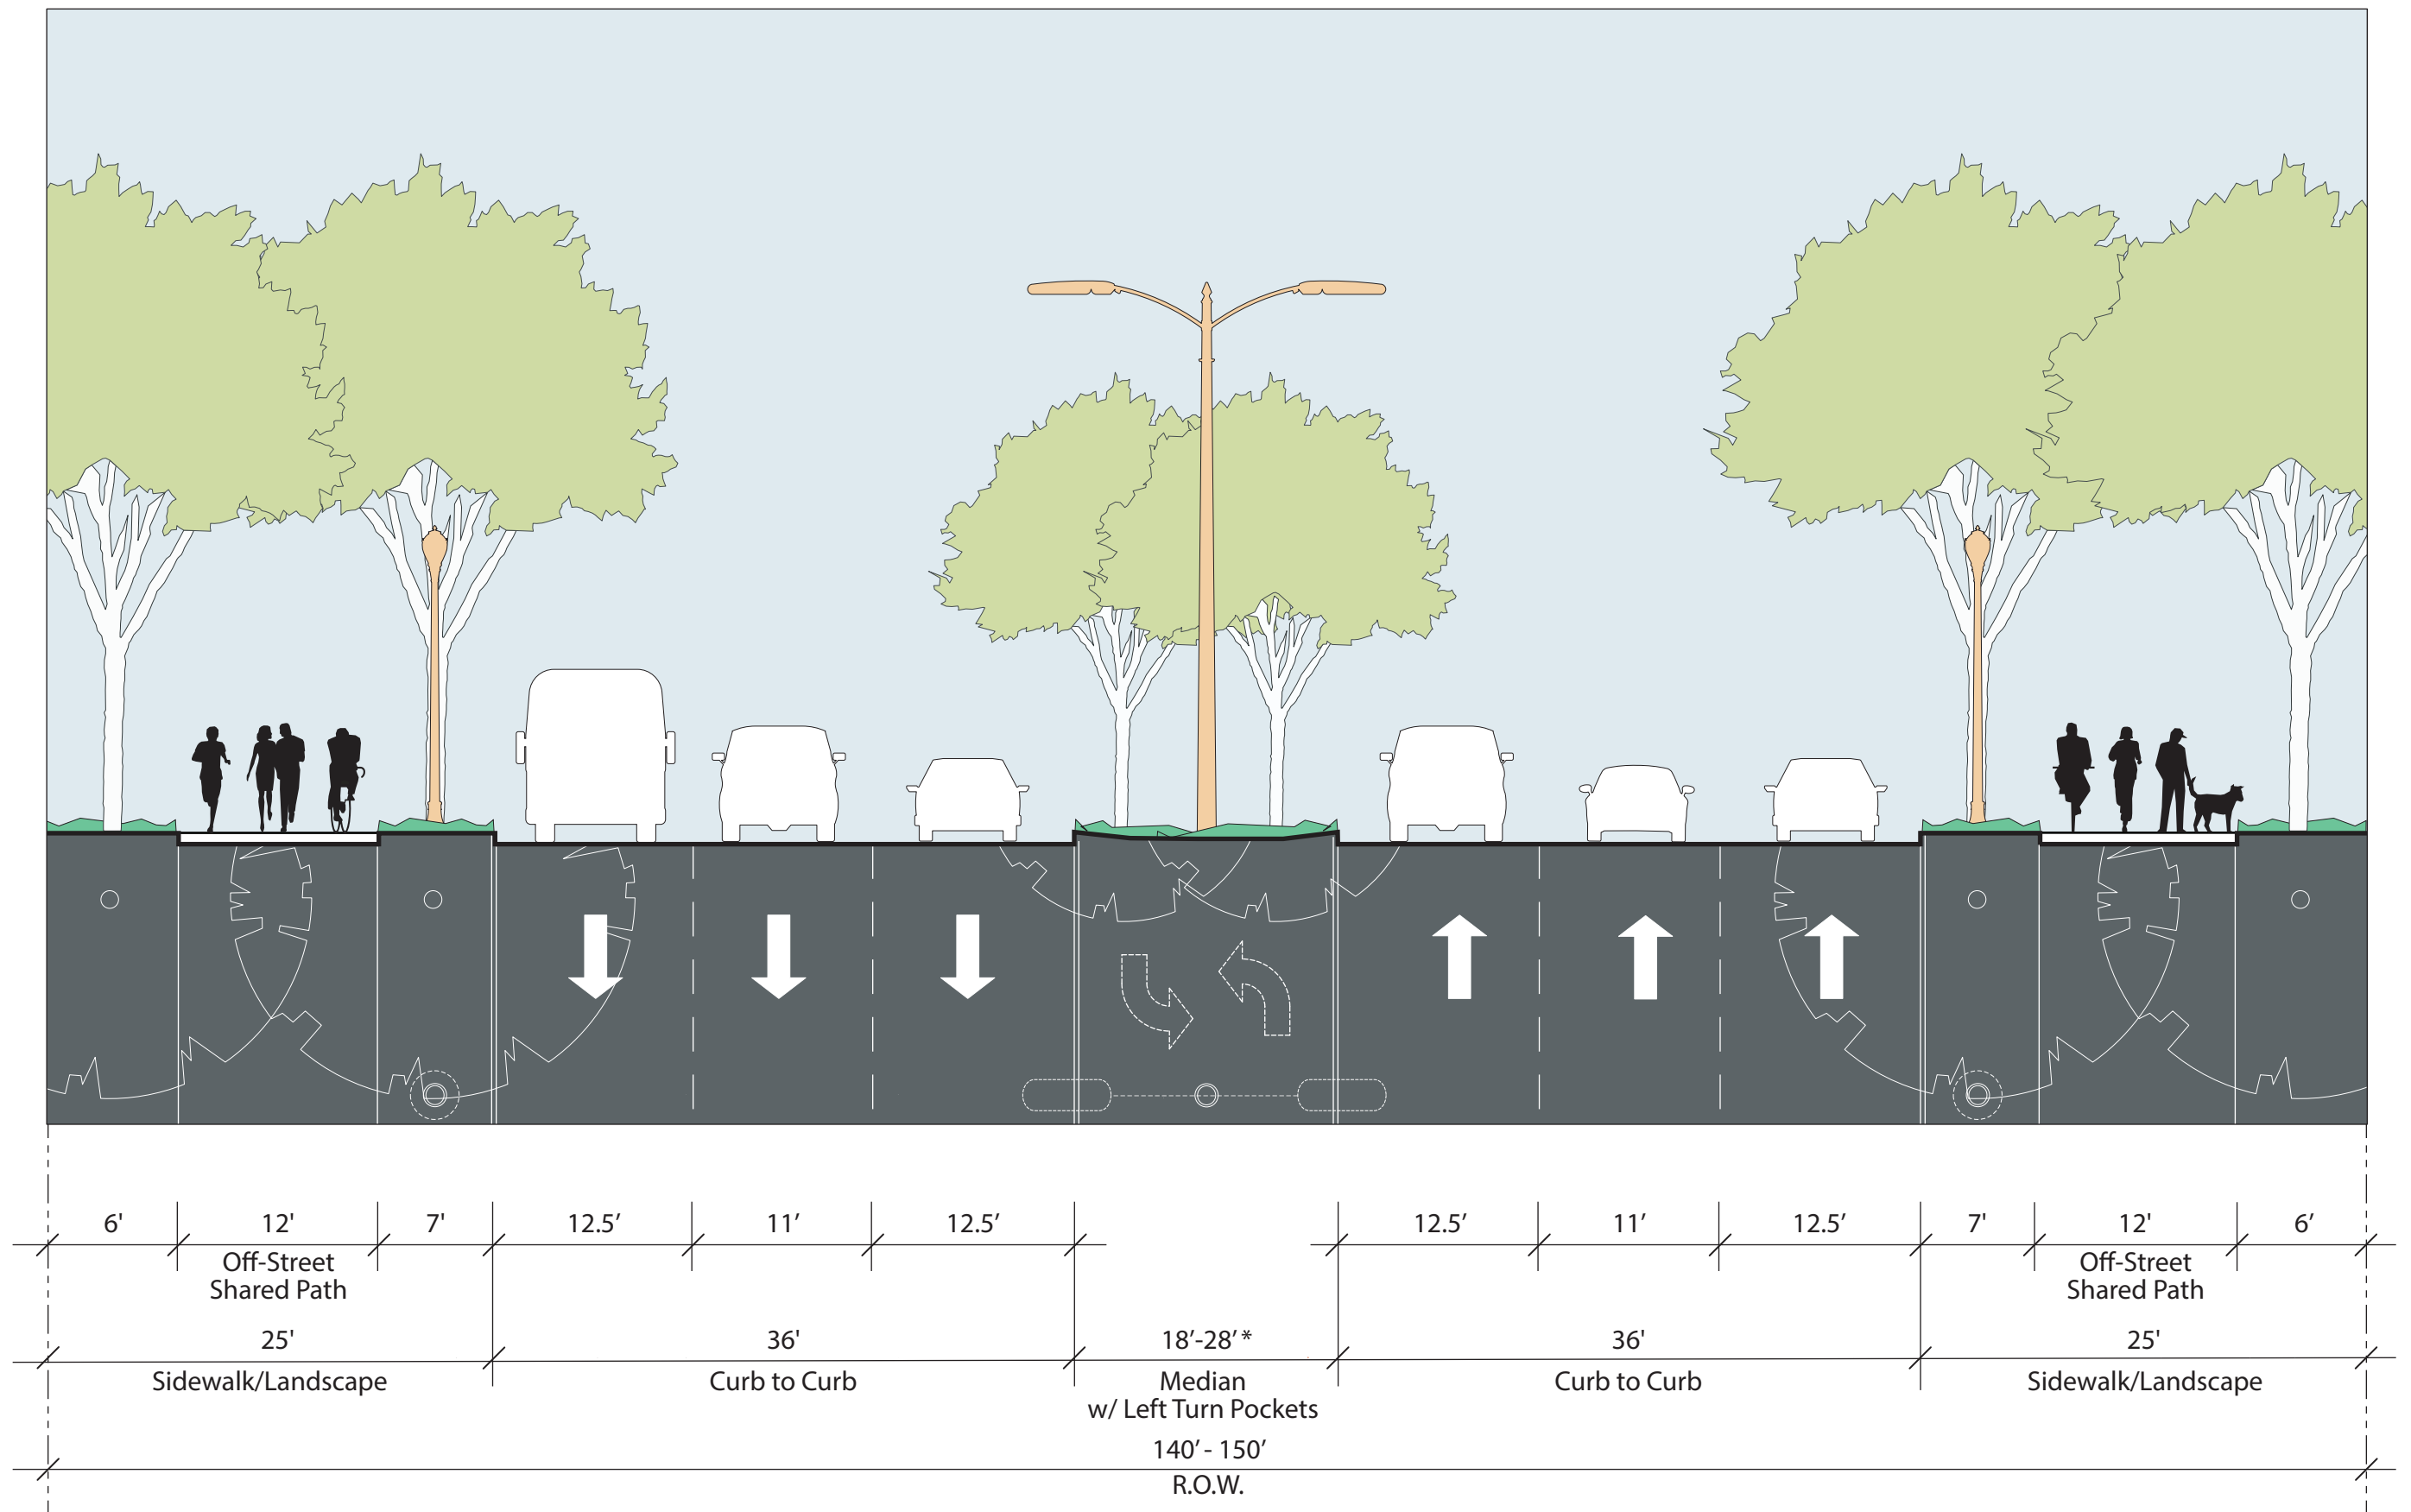 6' 12' 7' 12.5’ 11’ 12.5’ 12.5’ 11’ 12.5’ 7' 12' 6’
Off-Street Off-Street
Shared Path Shared Path
25' 36' 18’-28’ * 36' 25'
Sidewalk/Landscape Curb to Curb Median Curb to Curb Sidewalk/Landscape
w/ Left Turn Pockets
140’ - 150’
R.O.W.